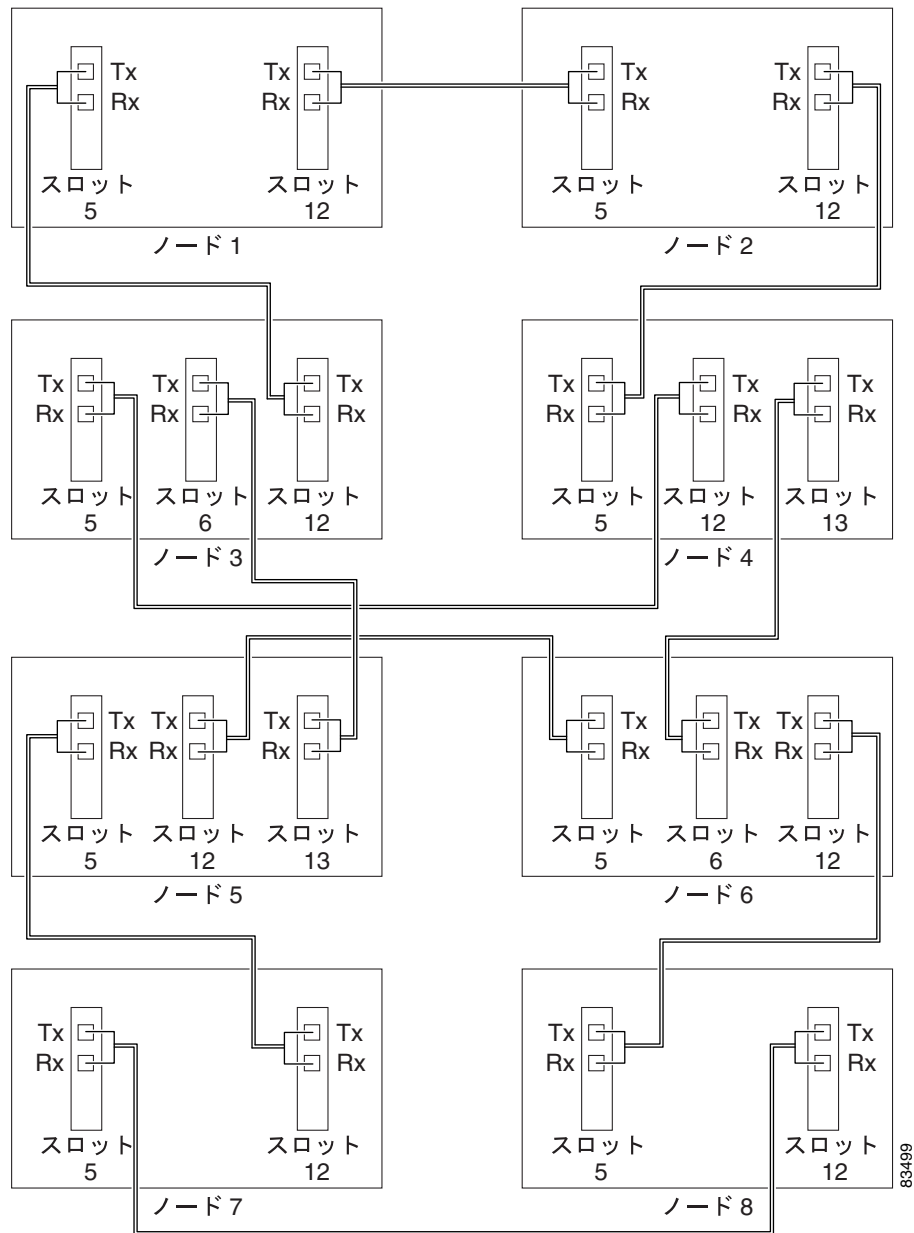 Tx Tx Tx Tx
Rx Rx Rx Rx
スロット スロット スロット スロット
5 12 5 12
ノード 1 ノード 2
Tx Tx Tx Tx Tx Tx
Rx Rx Rx Rx Rx Rx
スロット スロット スロット スロット スロット スロット
5 6 12 5 12 13
ノード 3 ノード 4
Tx Tx Tx Tx Tx Tx
Rx Rx Rx Rx Rx Rx
スロット スロット スロット スロット スロット スロット
5 12 13 5 6 12
ノード 5 ノード 6
Tx Tx Tx Tx
Rx Rx Rx Rx
スロット スロット スロット スロット
5 12 5 12
ノード 7 ノード 8
83499